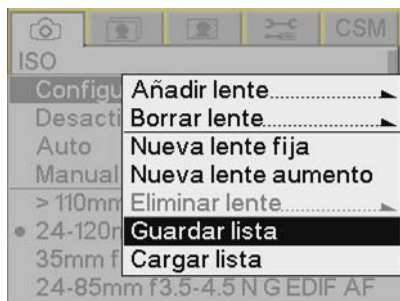 CSM
ISO
Configu
Desacti
Auto
Manual
> 110mm
24-120m
35mm f
24-85mm f3.5-4.5 N G EDIF AF
Añadir lente
Borrar lente
Nueva lente fija
Nueva lente aumento
Eliminar lente
Guardar lista
Cargar lista